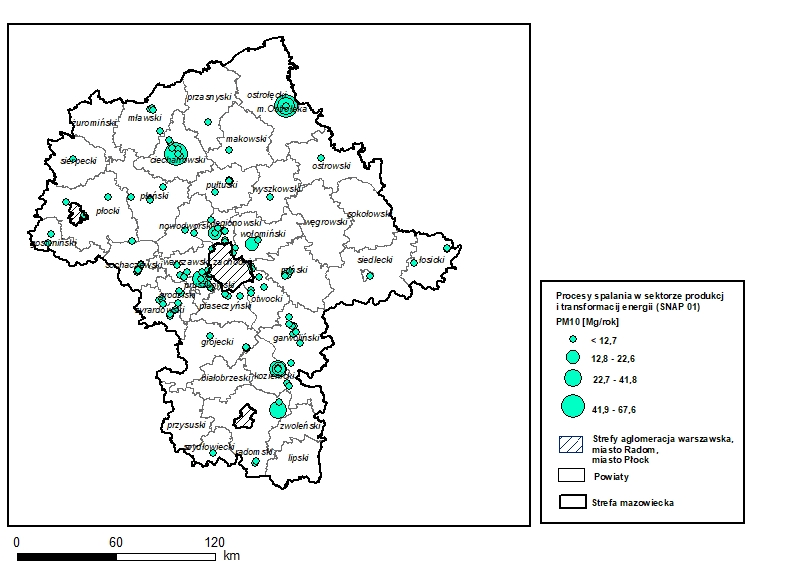 przasnyski
ostrołęcki
m.Ostrołęka
żuromiński
mławski
makowski
sierpecki
ciechanowski
ostrowski
pułtuski
wyszkowski
płoński
płocki
sokołowski
węgrowski
nowodworski
legionowski
wołomiński
gostyniński
sochaczewski
warszawski zachodni
siedlecki
łosicki
miński
pruszkowski
grodziski
otwocki
piaseczyński
żyrardowski
grójecki
garwoliński
białobrzeski
kozienicki
przysuski
zwoleński
szydłowiecki
radomski
lipski
Procesy spalania w sektorze produkcj
i transformacji energii (SNAP 01)
PM10 [Mg/rok]
< 12,7
12,8 - 22,6
22,7 - 41,8
41,9 - 67,6
Strefy aglomeracja warszawska,
miasto Radom,
miasto Płock
Powiaty
Strefa mazowiecka
0 60 120
km